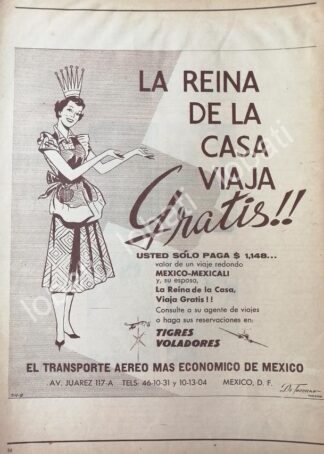 LA REINA
DE LA
CASA
VIAJA
Gratis!!
USTED SÓLO PAGA $ 1,148...
valor de un viaje redondo
MEXICO-MEXICALI
y, su esposa,
La Reina de la Casa,
Viaja Gratis!!
Consulte a su agente de viajes
o haga sus reservaciones en:
TIGRES
VOLADORES
EL TRANSPORTE AEREO MAS ECONOMICO DE MEXICO
AV. JUAREZ 117-A TELS: 46-10-31 y 10-13-04 MEXICO, D. F.